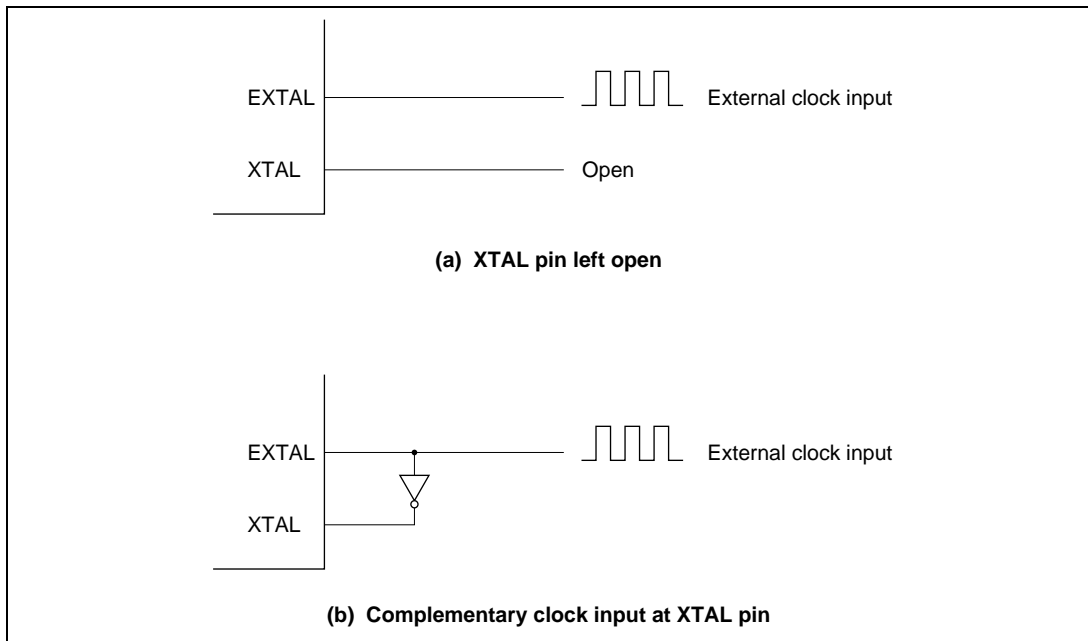 EXTAL
External clock input
XTAL
Open
(a) XTAL pin left open
EXTAL
External clock input
XTAL
(b) Complementary clock input at XTAL pin